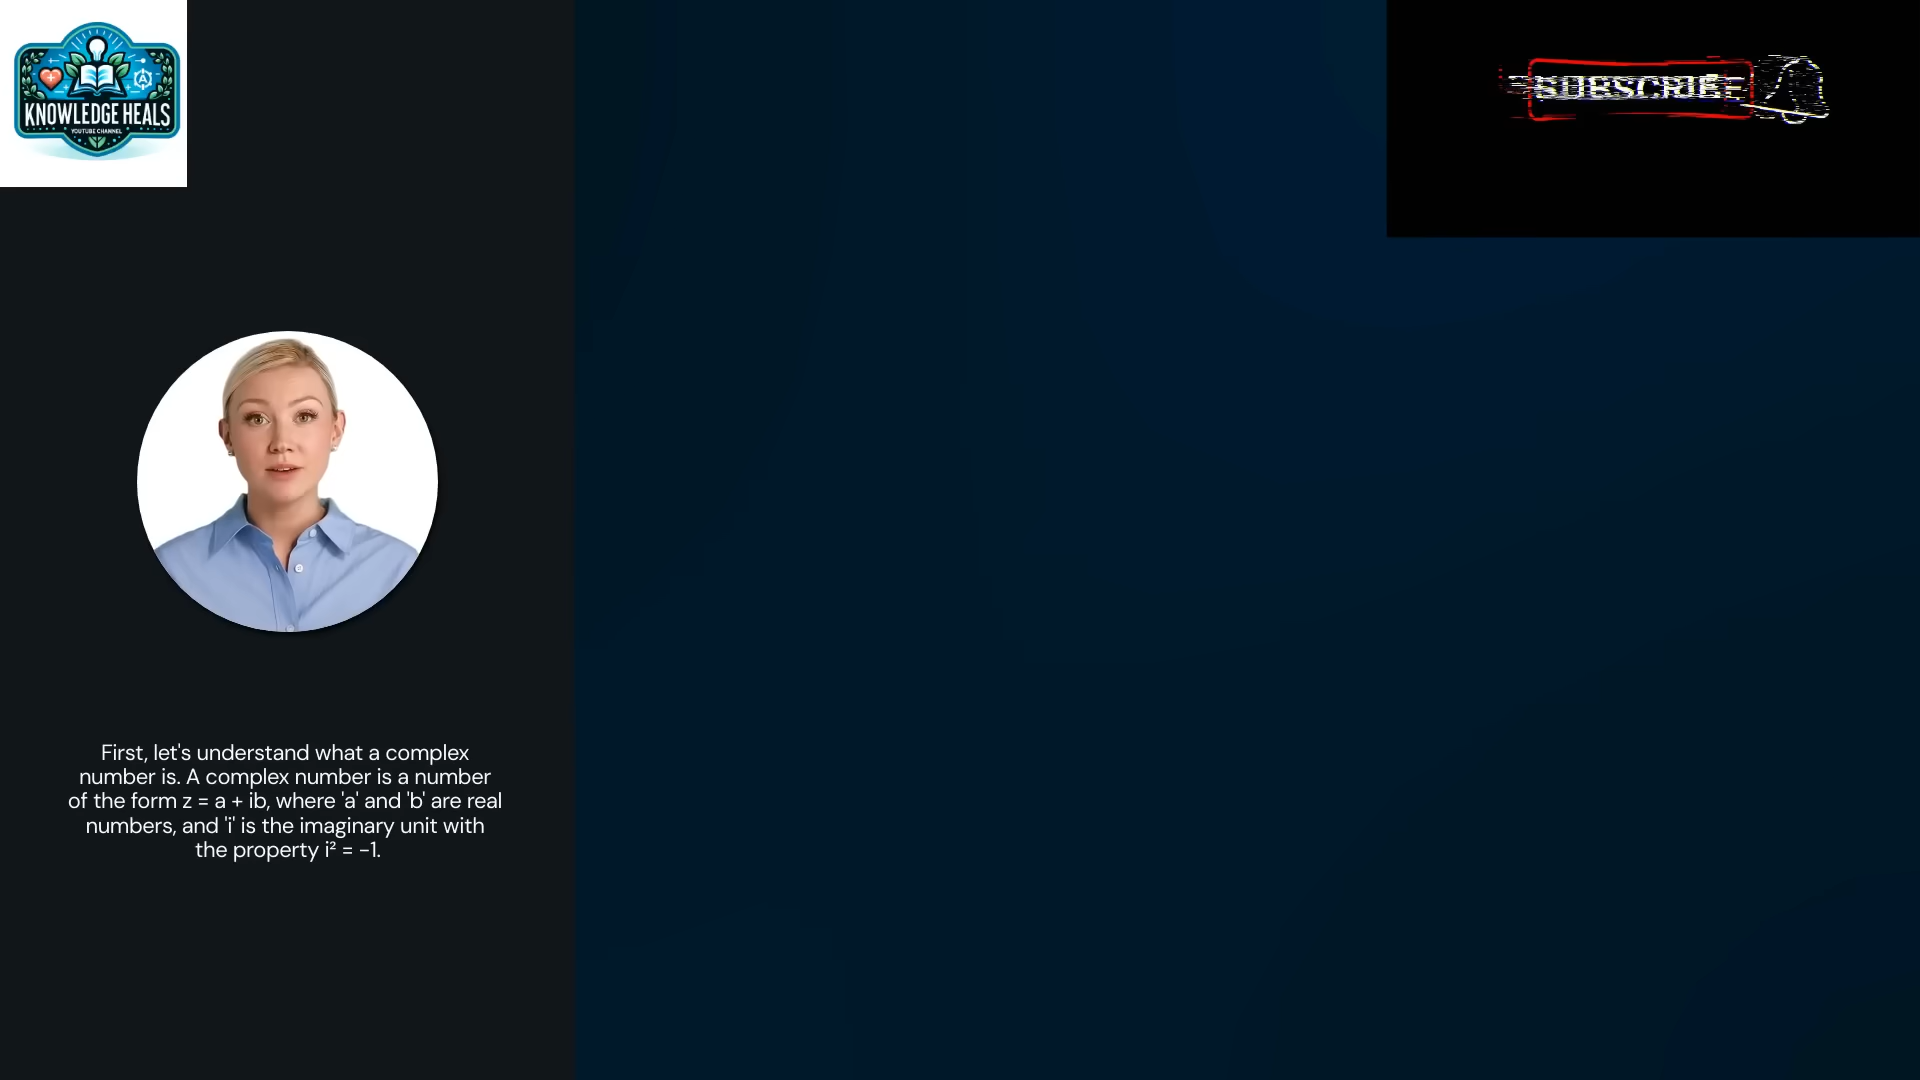 KNOWLEDGE HEALS
YOUTUBE CHANNEL
SUBSCRIBE
First, let's understand what a complex
number is. A complex number is a number
of the form z = a + ib, where 'a' and 'b' are real
numbers, and 'i' is the imaginary unit with
the property i² = -1.